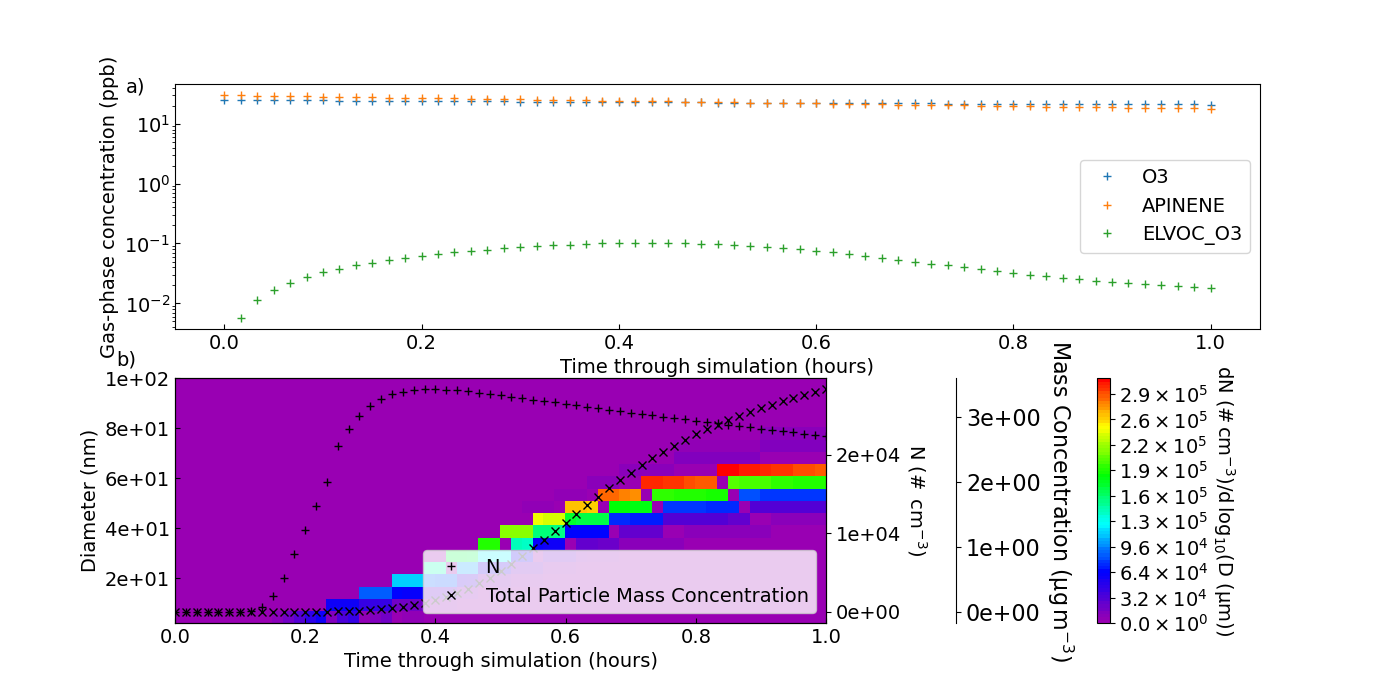 a)
Gas-phase concentration (ppb)
10¹
10⁰
10⁻¹
10⁻²
O3
APINENE
ELVOC_O3
0.0 0.2 0.4 0.6 0.8 1.0
Time through simulation (hours)
b)
Diameter (nm)
1e+02
8e+01
6e+01
4e+01
2e+01
N
Total Particle Mass Concentration
0.0 0.2 0.4 0.6 0.8 1.0
Time through simulation (hours)
2e+04
1e+04
0e+00
N (# cm⁻³)
3e+00
2e+00
1e+00
0e+00
Mass Concentration (µg m⁻³)
2.9 × 10⁵
2.6 × 10⁵
2.2 × 10⁵
1.9 × 10⁵
1.6 × 10⁵
1.3 × 10⁵
9.6 × 10⁴
6.4 × 10⁴
3.2 × 10⁴
0.0 × 10⁰
dN (# cm⁻³)/d log₁₀(D (µm))